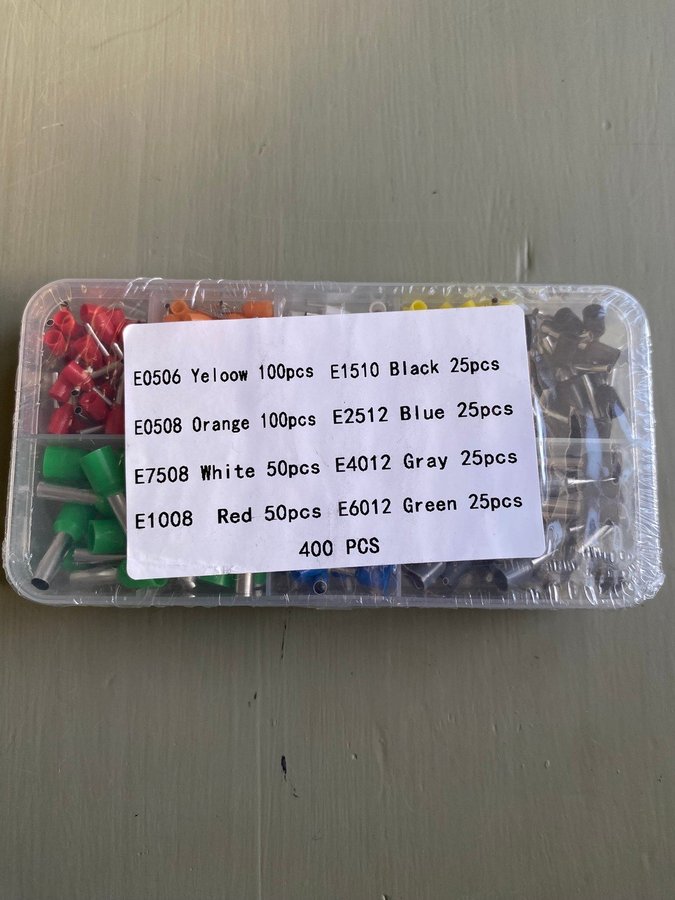 E0506 Yeloow 100pcs E1510 Black 25pcs
E0508 Orange 100pcs E2512 Blue 25pcs
E7508 White 50pcs E4012 Gray 25pcs
E1008 Red 50pcs E6012 Green 25pcs
400 PCS